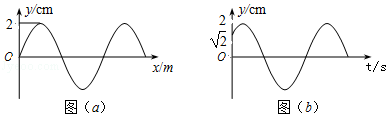 y/cm
2
O
x/m
图（a）
y/cm
2
√2
O
t/s
图（b）